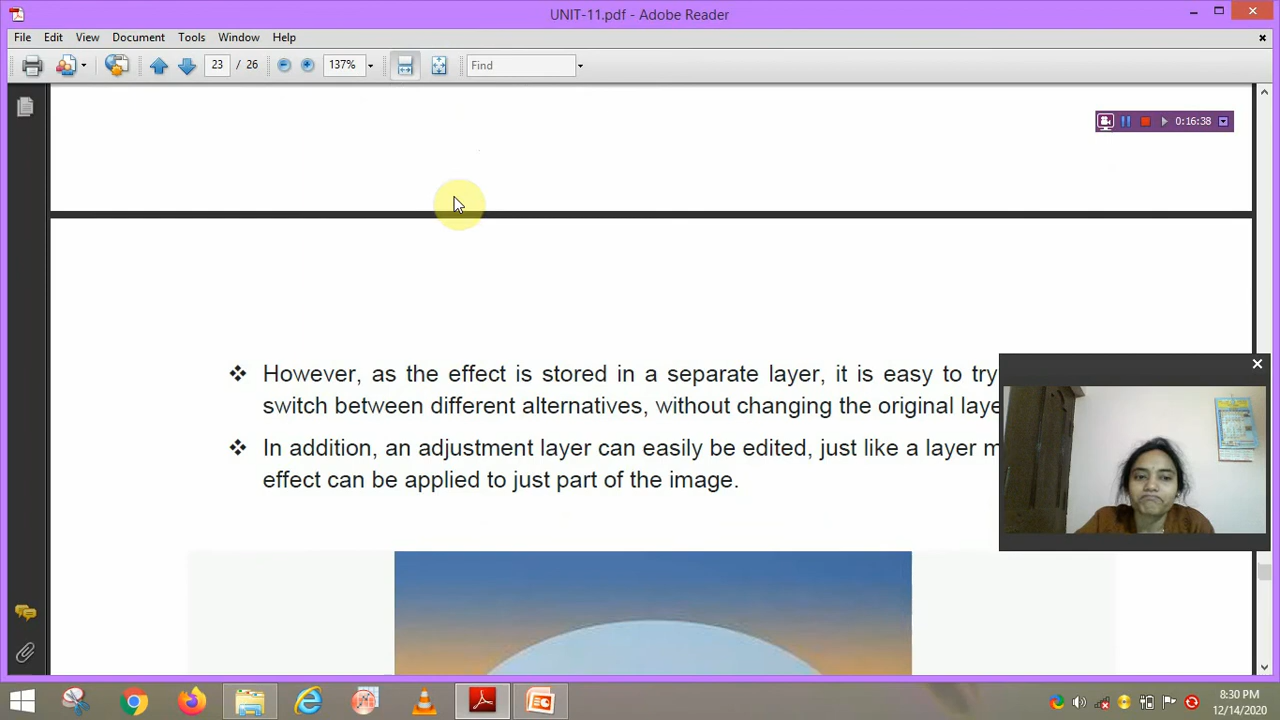 UNIT-11.pdf - Adobe Reader
File Edit View Document Tools Window Help
23 / 26 137% Find
0:16:38
However, as the effect is stored in a separate layer, it is easy to try
switch between different alternatives, without changing the original laye
In addition, an adjustment layer can easily be edited, just like a layer m
effect can be applied to just part of the image.
8:30 PM
12/14/2020